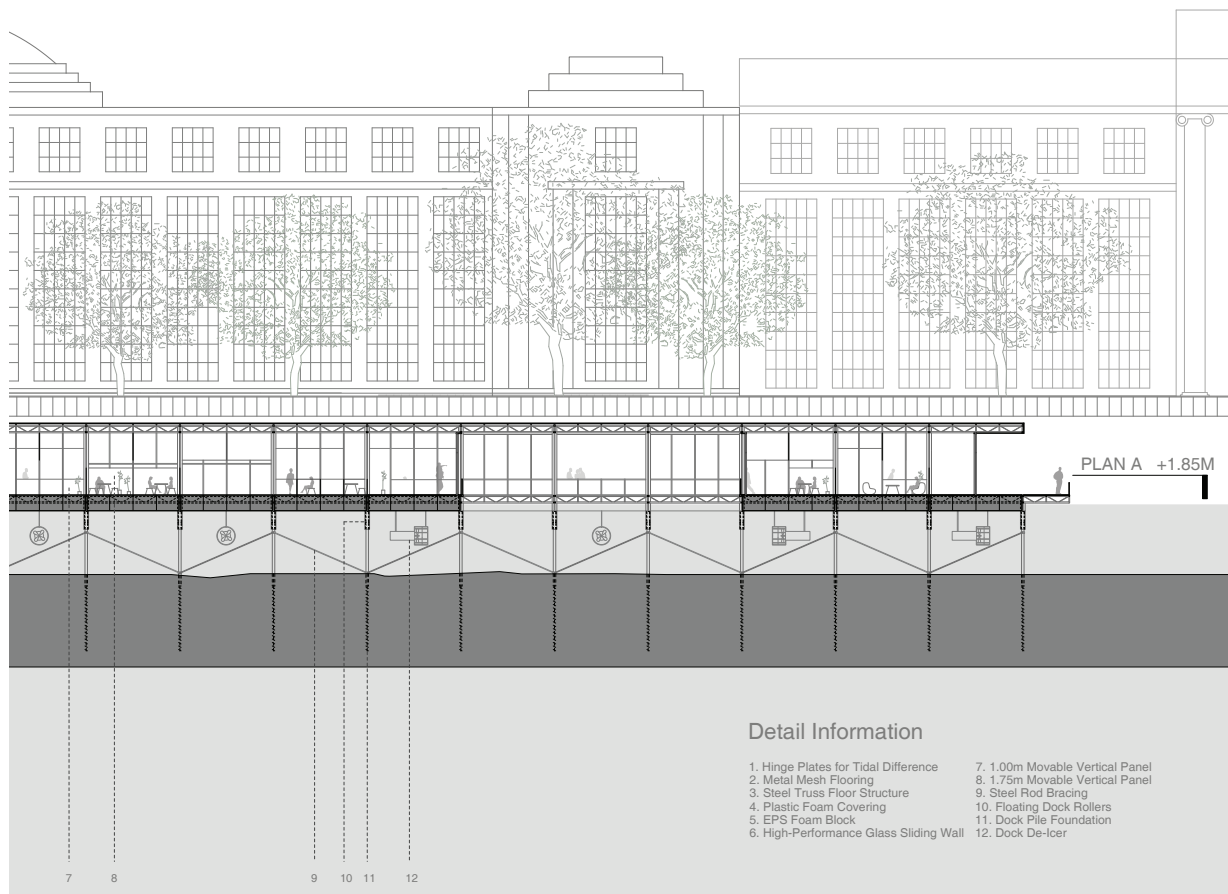 PLAN A +1.85M
Detail Information
1. Hinge Plates for Tidal Difference
2. Metal Mesh Flooring
3. Steel Truss Floor Structure
4. Plastic Foam Covering
5. EPS Foam Block
6. High-Performance Glass Sliding Wall
7. 1.00m Movable Vertical Panel
8. 1.75m Movable Vertical Panel
9. Steel Rod Bracing
10. Floating Dock Rollers
11. Dock Pile Foundation
12. Dock De-Icer
7 8 9 10 11 12